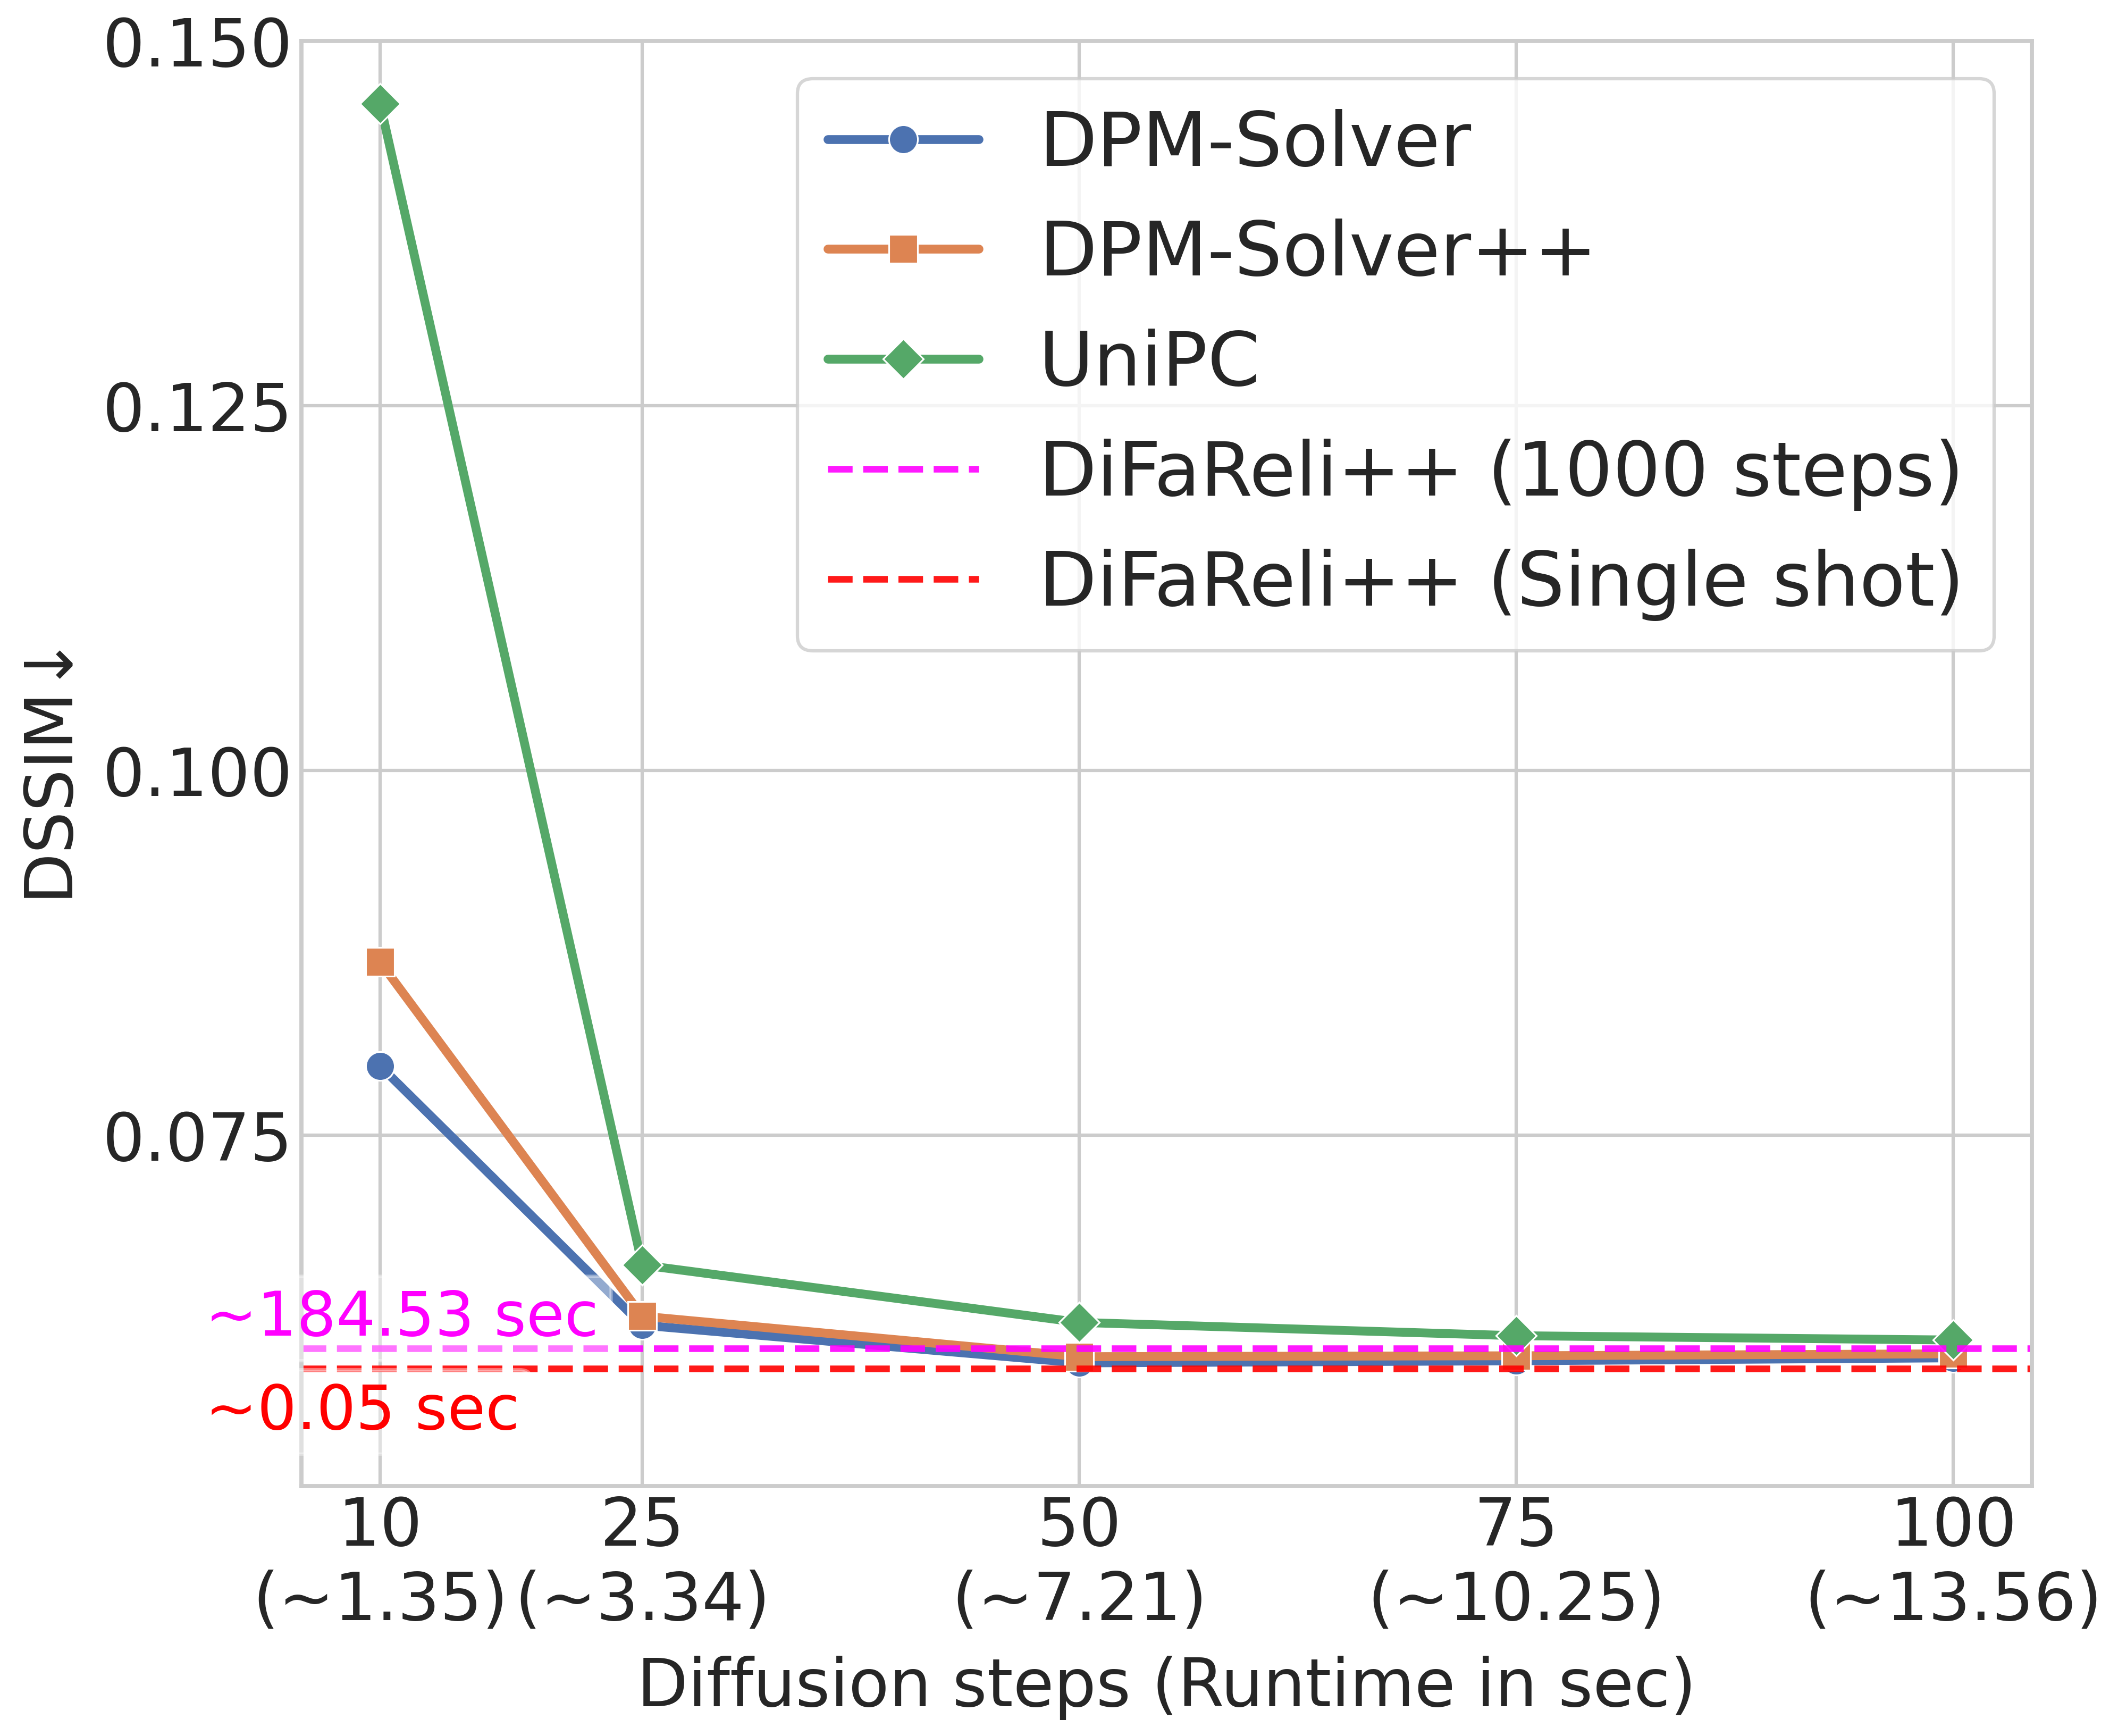 0.150
0.125
0.100
0.075
DSSIM↓
DPM-Solver
DPM-Solver++
UniPC
DiFaReli++ (1000 steps)
DiFaReli++ (Single shot)
~184.53 sec
~0.05 sec
10 25 50 75 100
(~1.35) (~3.34) (~7.21) (~10.25) (~13.56)
Diffusion steps (Runtime in sec)